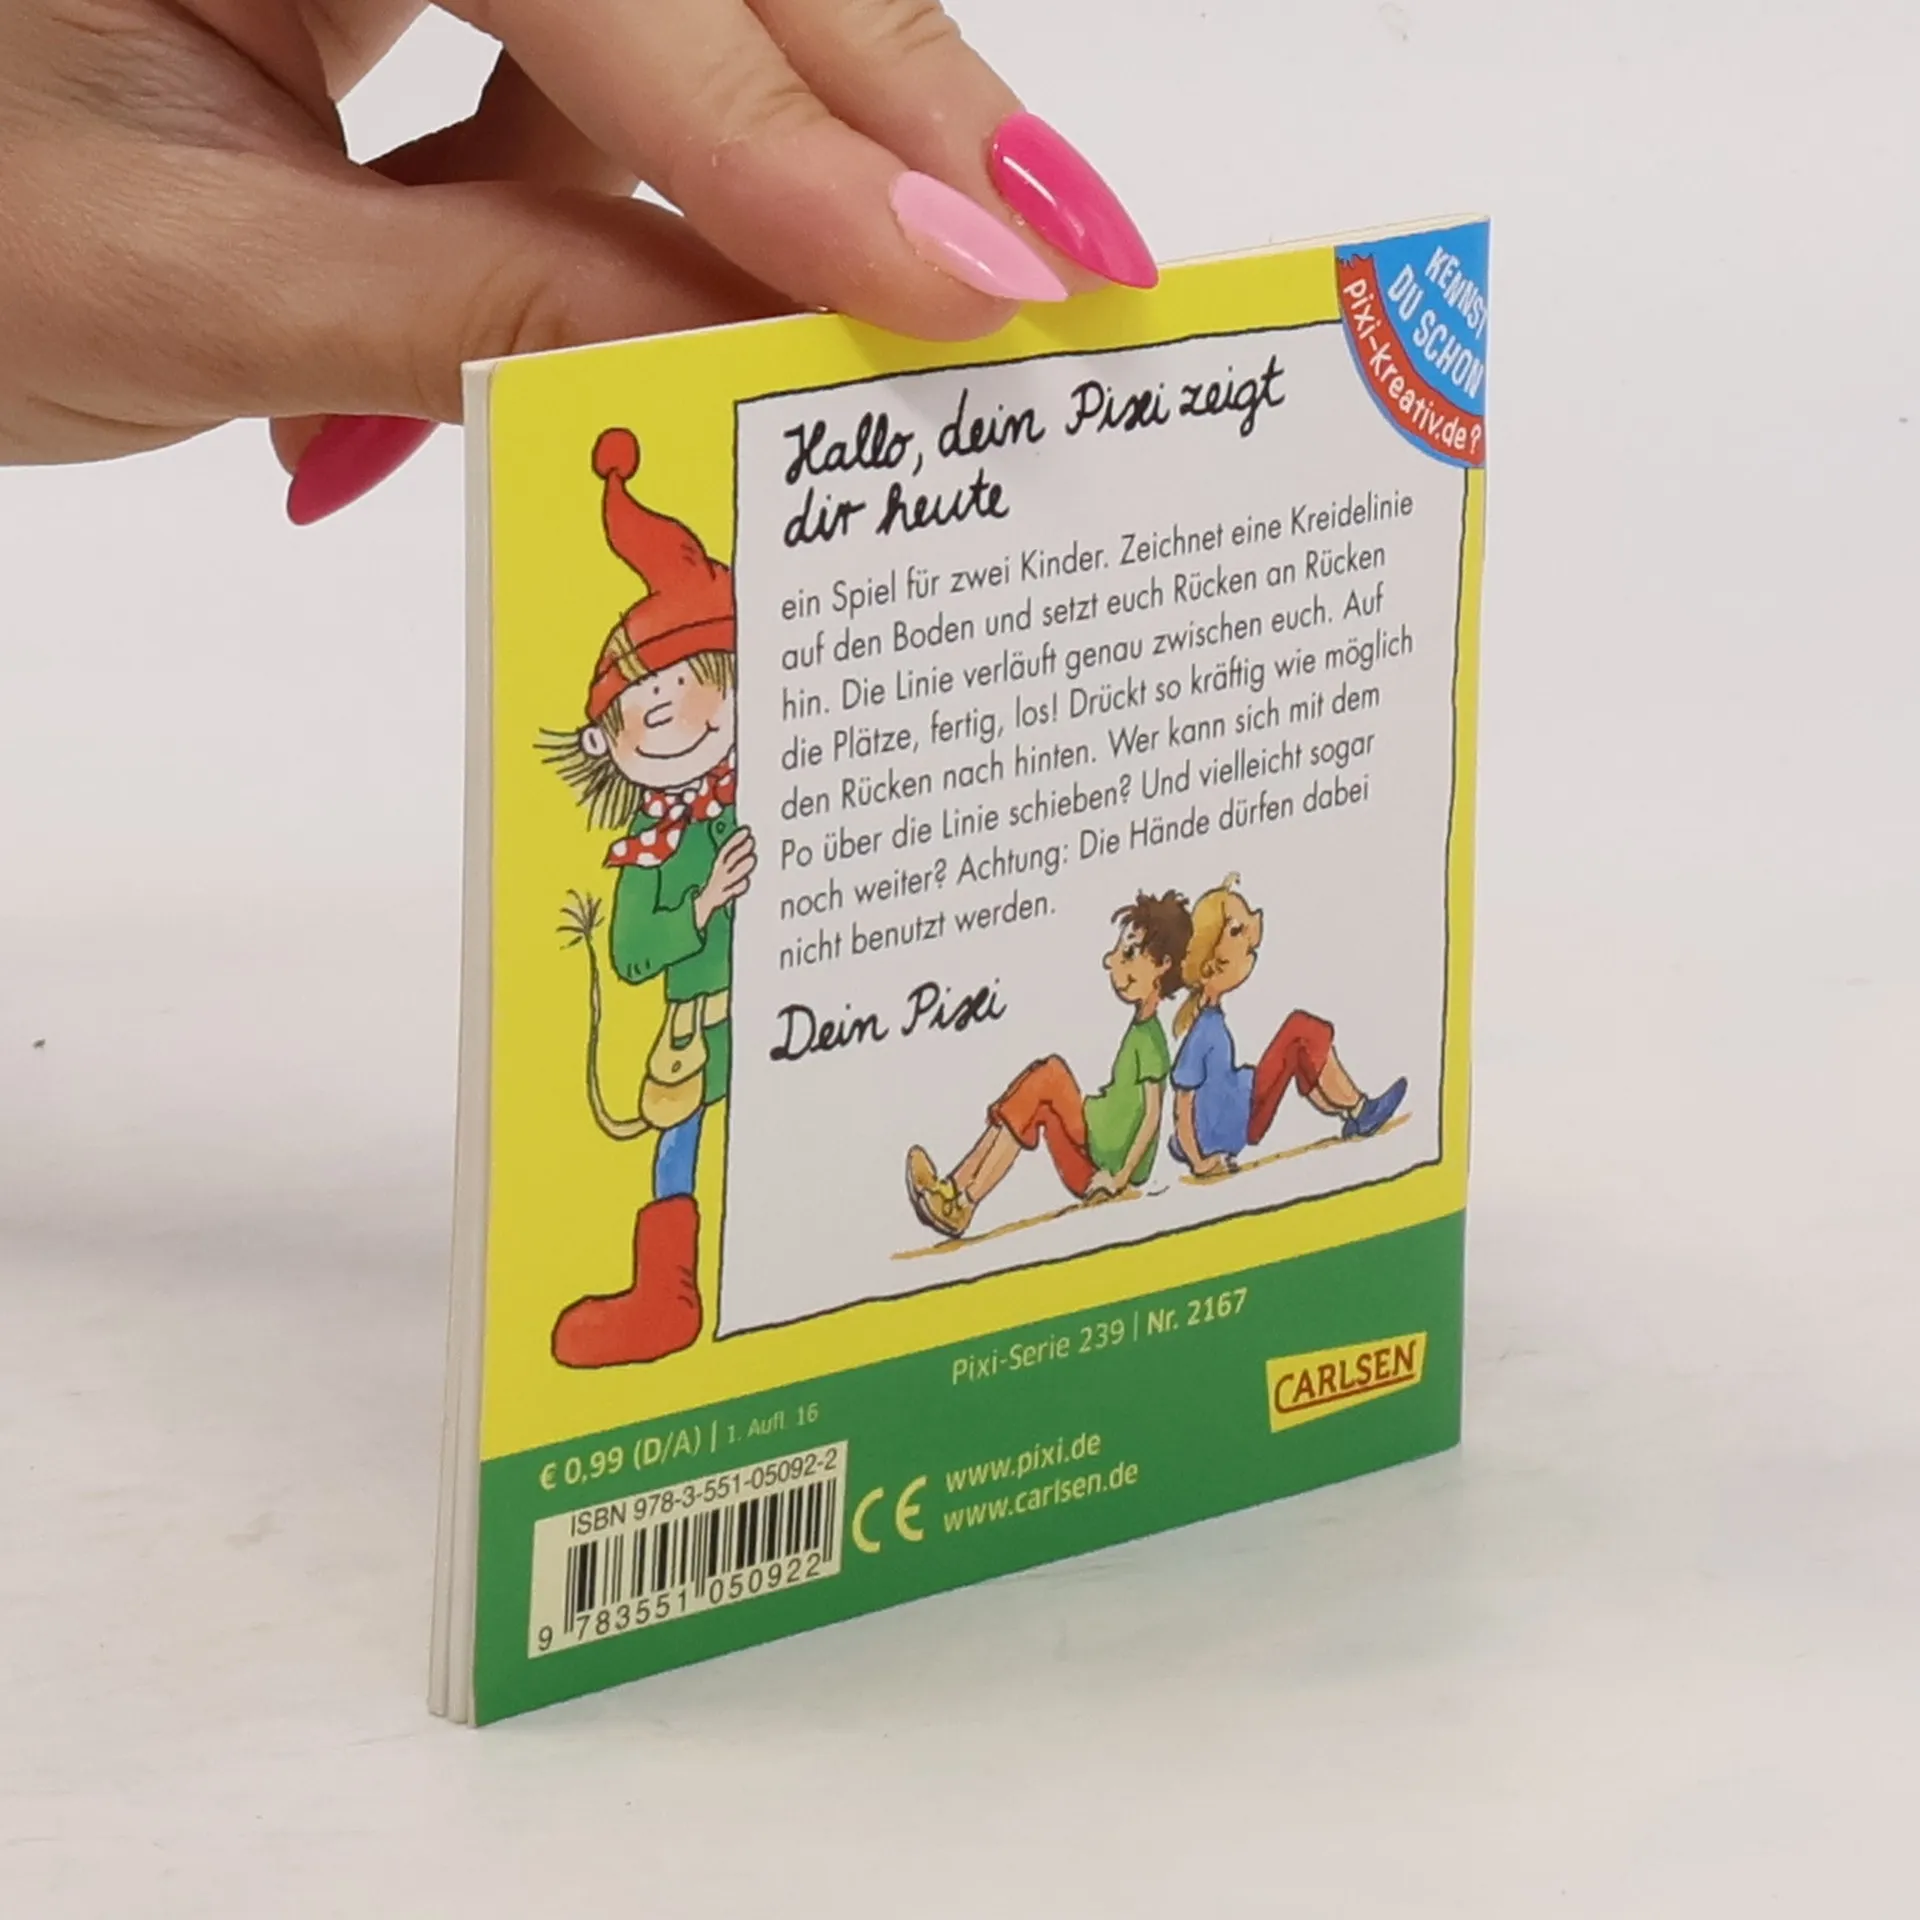 KENNST
DU SCHON
pixi-kreativ.de?
Hallo, dein Pixi zeigt
dir heute
ein Spiel für zwei Kinder. Zeichnet eine Kreidelinie
auf den Boden und setzt euch Rücken an Rücken
hin. Die Linie verläuft genau zwischen euch. Auf
die Plätze, fertig, los! Drückt so kräftig wie möglich
den Rücken nach hinten. Wer kann sich mit dem
Po über die Linie schieben? Und vielleicht sogar
noch weiter? Achtung: Die Hände dürfen dabei
nicht benutzt werden.
Dein Pixi
Pixi-Serie 239 | Nr. 2167
CARLSEN
€ 0,99 (D/A) | 1. Aufl. 16
ISBN 978-3-551-05092-2
9 783551 050922
CE
www.pixi.de
www.carlsen.de